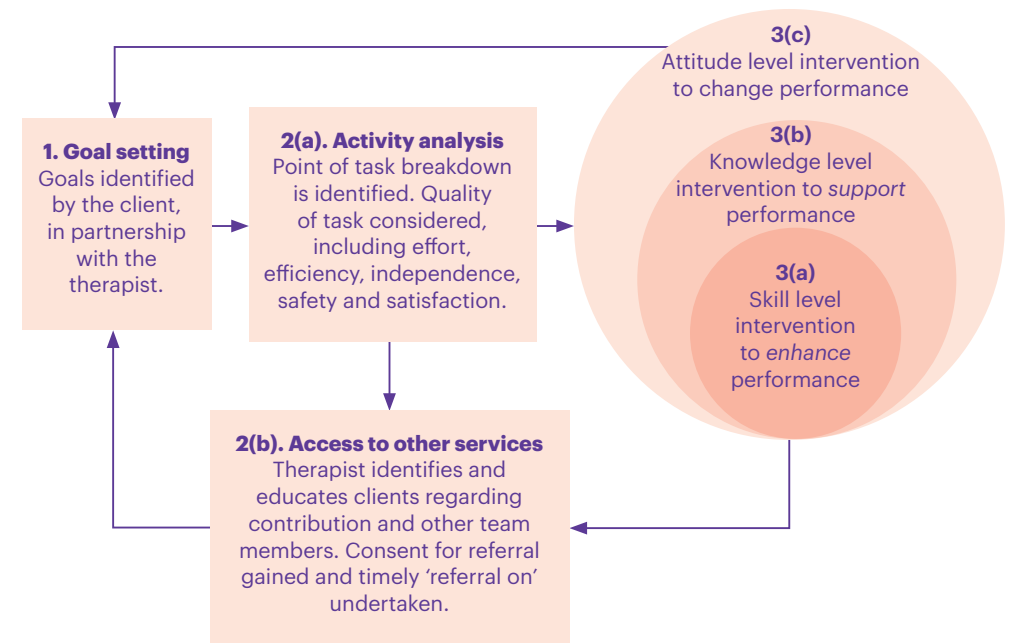 1. Goal setting
Goals identified
by the client,
in partnership
with the
therapist.
2(a). Activity analysis
Point of task breakdown
is identified. Quality
of task considered,
including effort,
efficiency, independence,
safety and satisfaction.
3(c)
Attitude level intervention
to change performance
3(b)
Knowledge level
intervention to support
performance
3(a)
Skill level
intervention
to enhance
performance
2(b). Access to other services
Therapist identifies and
educates clients regarding
contribution and other team
members. Consent for referral
gained and timely ‘referral on’
undertaken.